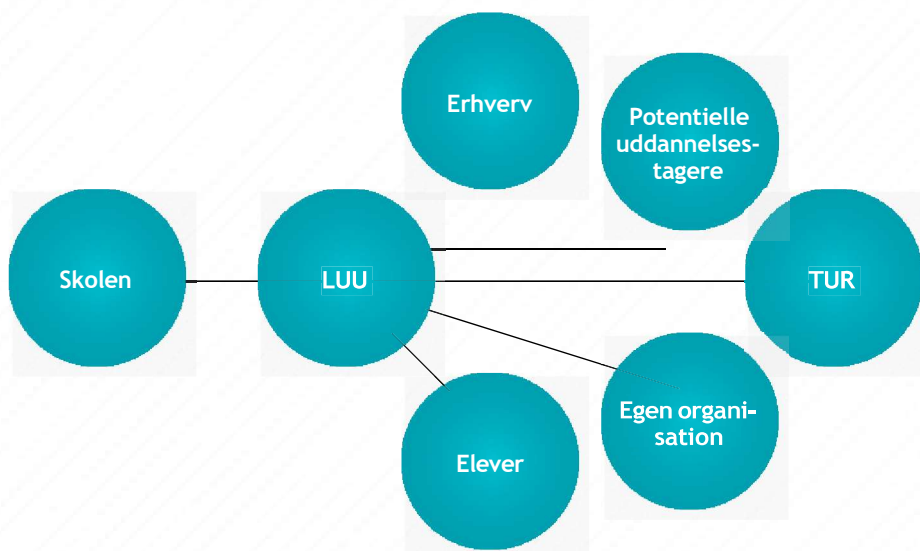 Erhverv
Potentielle
uddannelses-
tagere
Skolen
LUU
TUR
Egen organi-
sation
Elever